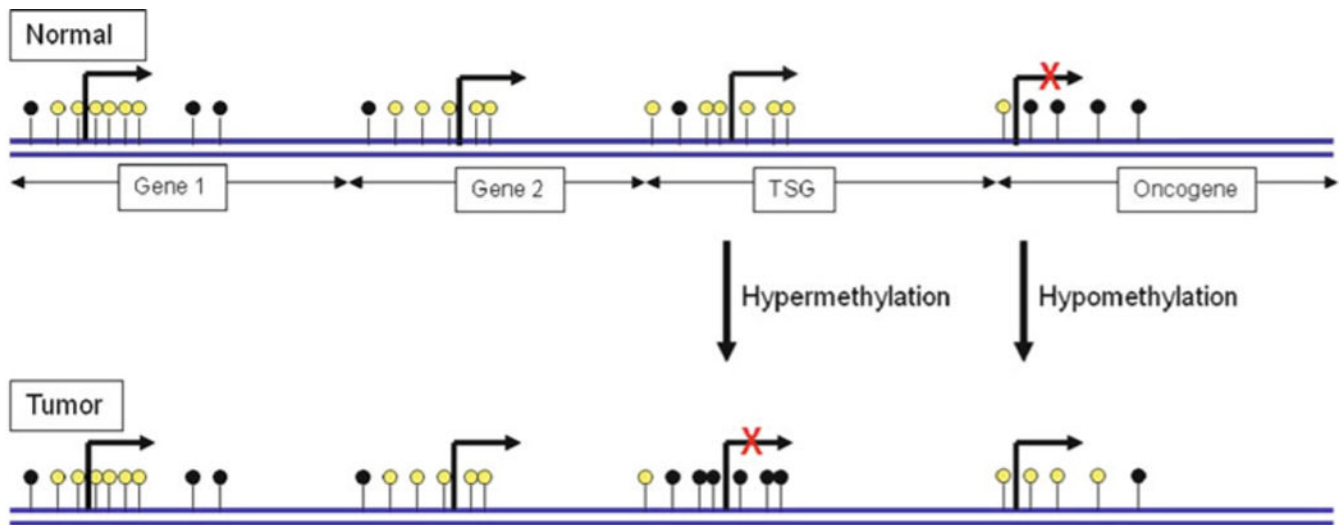 Normal
X
Gene 1
Gene 2
TSG
Oncogene
Hypermethylation
Hypomethylation
Tumor
X